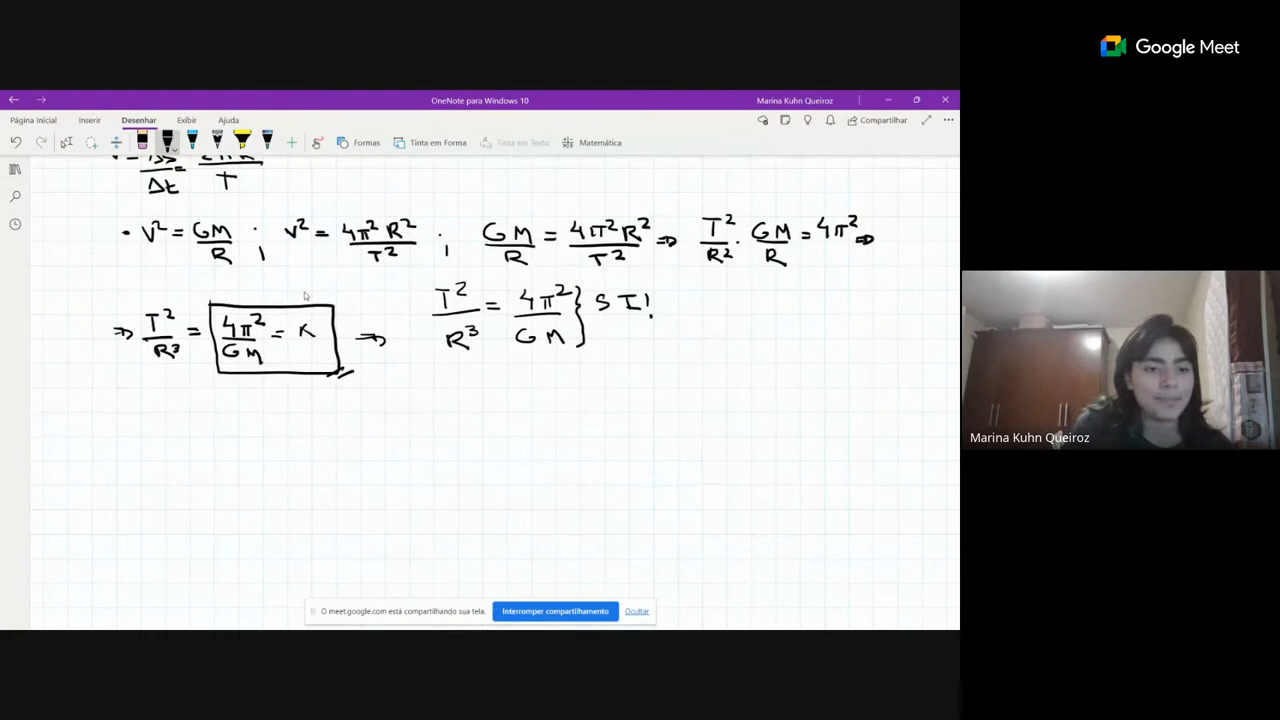 Google Meet
OneNote para Windows 10
Marina Kuhn Queiroz
Página Inicial Inserir Desenhar Exibir Ajuda
Compartilhar
Formas Tinta em Forma Tinta em Texto Matemática
Δt = T
• V² = GM/R ; V² = 4π²R²/T² ; GM/R = 4π²R²/T² ⇒ T²/R² · GM/R = 4π² ⇒
⇒ T²/R³ = 4π²/GM = K ⇒ T²/R³ = 4π²/GM } SI!
Marina Kuhn Queiroz
O meet.google.com está compartilhando sua tela. Interromper compartilhamento Ocultar